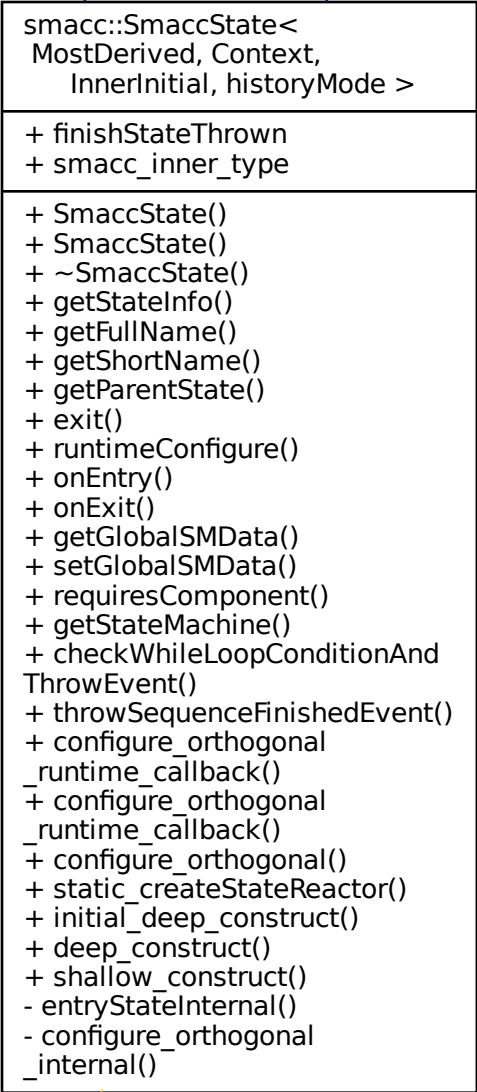 smacc::SmaccState<
MostDerived, Context,
InnerInitial, historyMode >
+ finishStateThrown
+ smacc_inner_type
+ SmaccState()
+ SmaccState()
+ ~SmaccState()
+ getStateInfo()
+ getFullName()
+ getShortName()
+ getParentState()
+ exit()
+ runtimeConfigure()
+ onEntry()
+ onExit()
+ getGlobalSMData()
+ setGlobalSMData()
+ requiresComponent()
+ getStateMachine()
+ checkWhileLoopConditionAnd
ThrowEvent()
+ throwSequenceFinishedEvent()
+ configure_orthogonal
_runtime_callback()
+ configure_orthogonal
_runtime_callback()
+ configure_orthogonal()
+ static_createStateReactor()
+ initial_deep_construct()
+ deep_construct()
+ shallow_construct()
- entryStateInternal()
- configure_orthogonal
_internal()